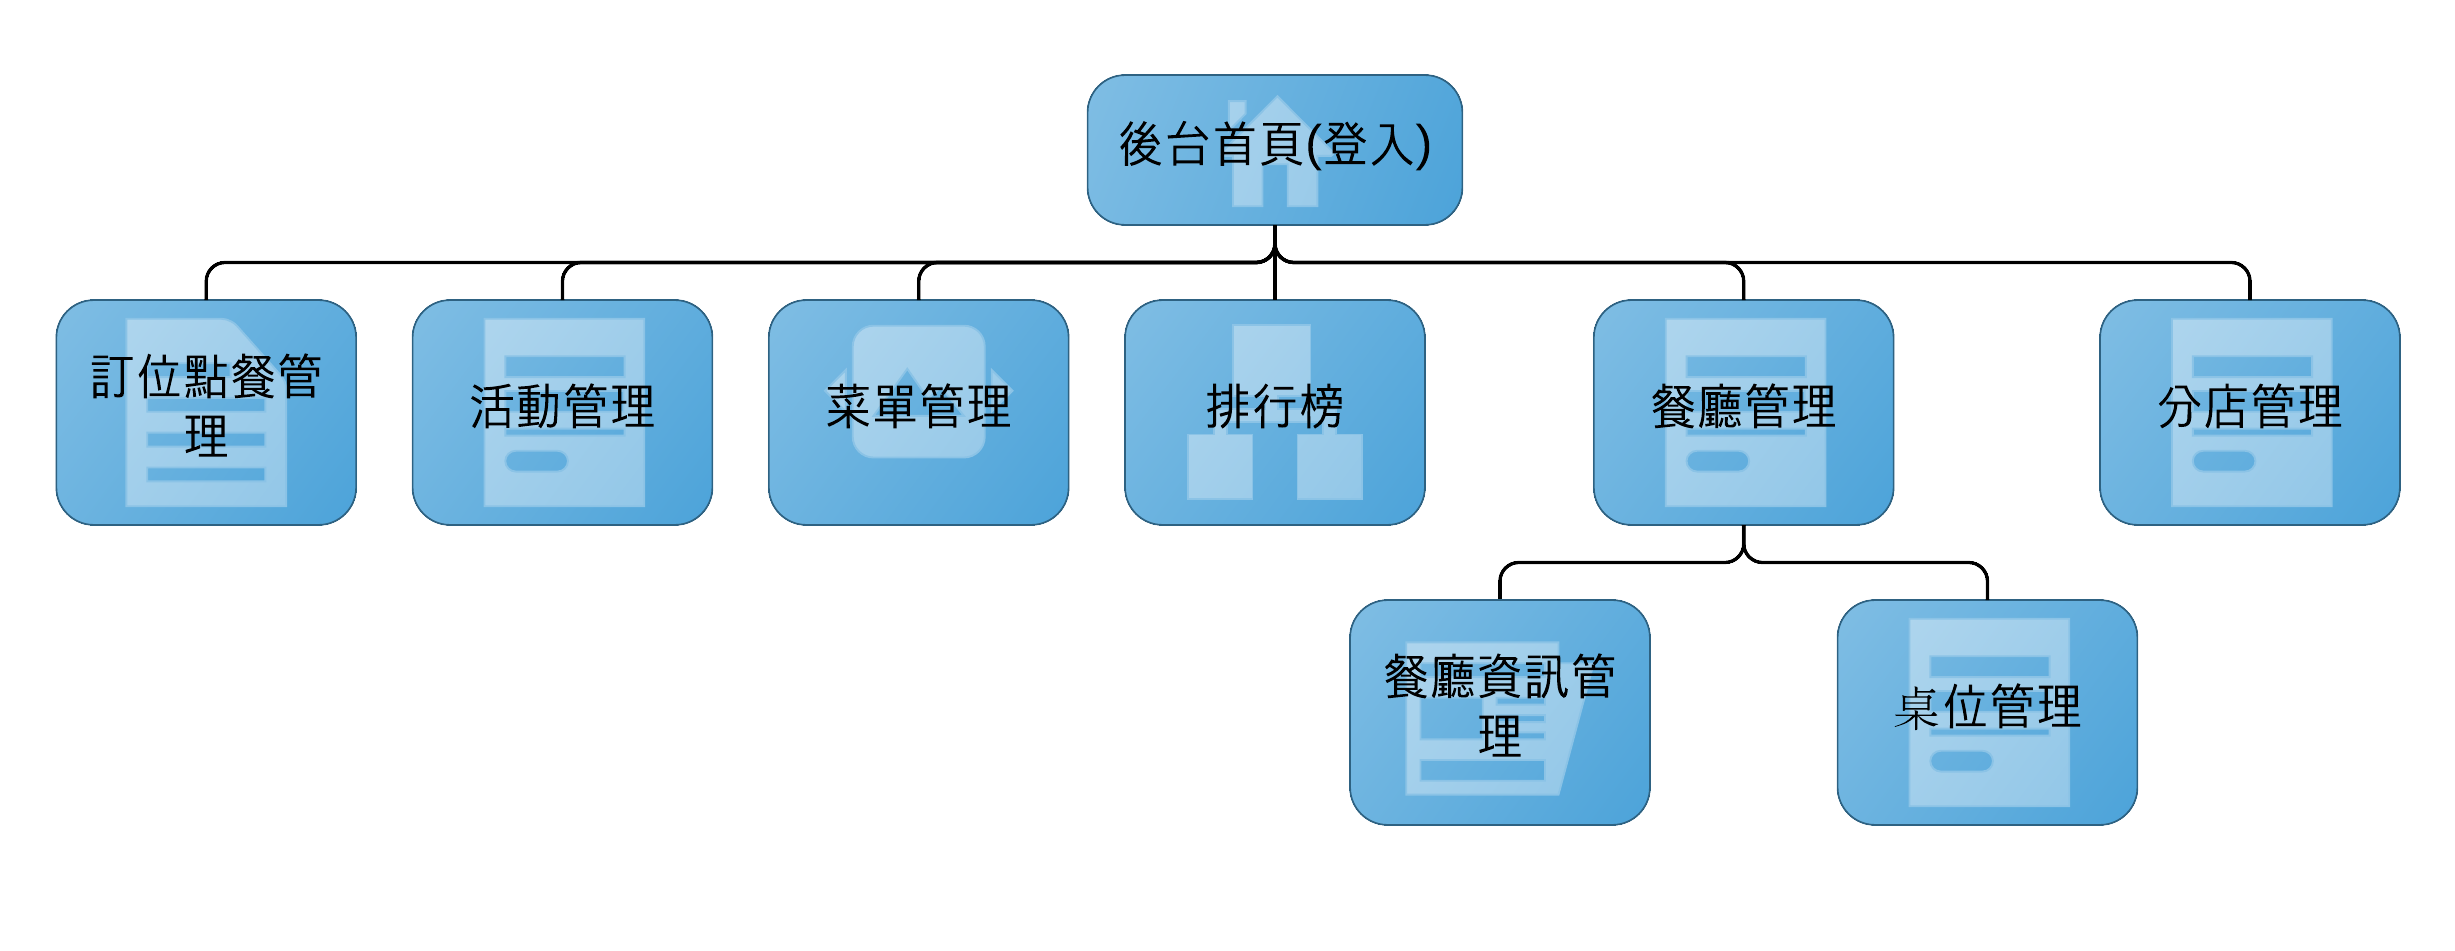 後台首頁(登入)
訂位點餐管
理
活動管理
菜單管理
排行榜
餐廳管理
分店管理
餐廳資訊管
理
桌位管理